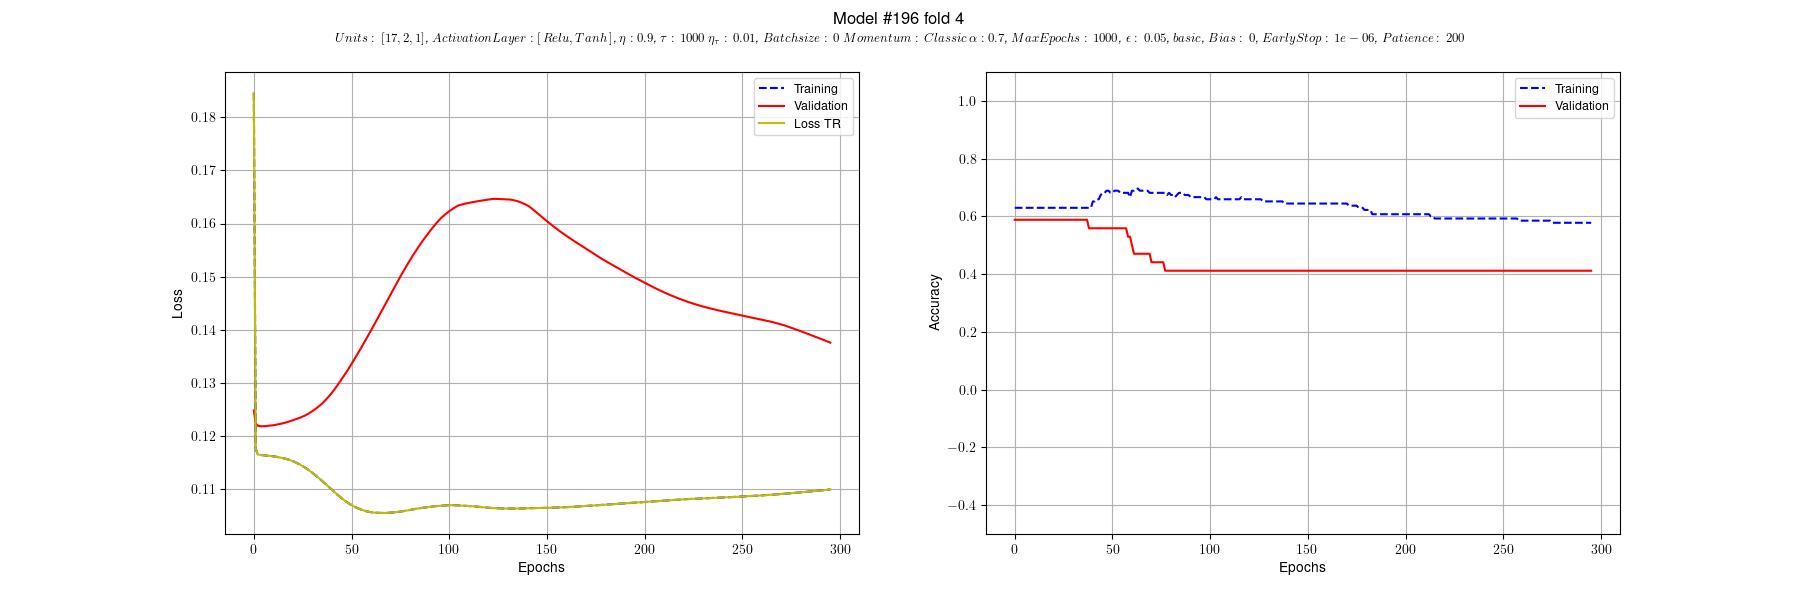 Model #196 fold 4
Units : [17, 2, 1], ActivationLayer : [Relu, Tanh], η : 0.9, τ : 1000 η_τ : 0.01, Batchsize : 0 Momentum : Classic α : 0.7, MaxEpochs : 1000, ϵ : 0.05, basic, Bias : 0, EarlyStop : 1e − 06, Patience : 200
Training
Validation
Loss TR
0.18
0.17
0.16
0.15
0.14
0.13
0.12
0.11
Loss
0
50
100
150
200
250
300
Epochs
Training
Validation
1.0
0.8
0.6
0.4
0.2
0.0
−0.2
−0.4
Accuracy
0
50
100
150
200
250
300
Epochs